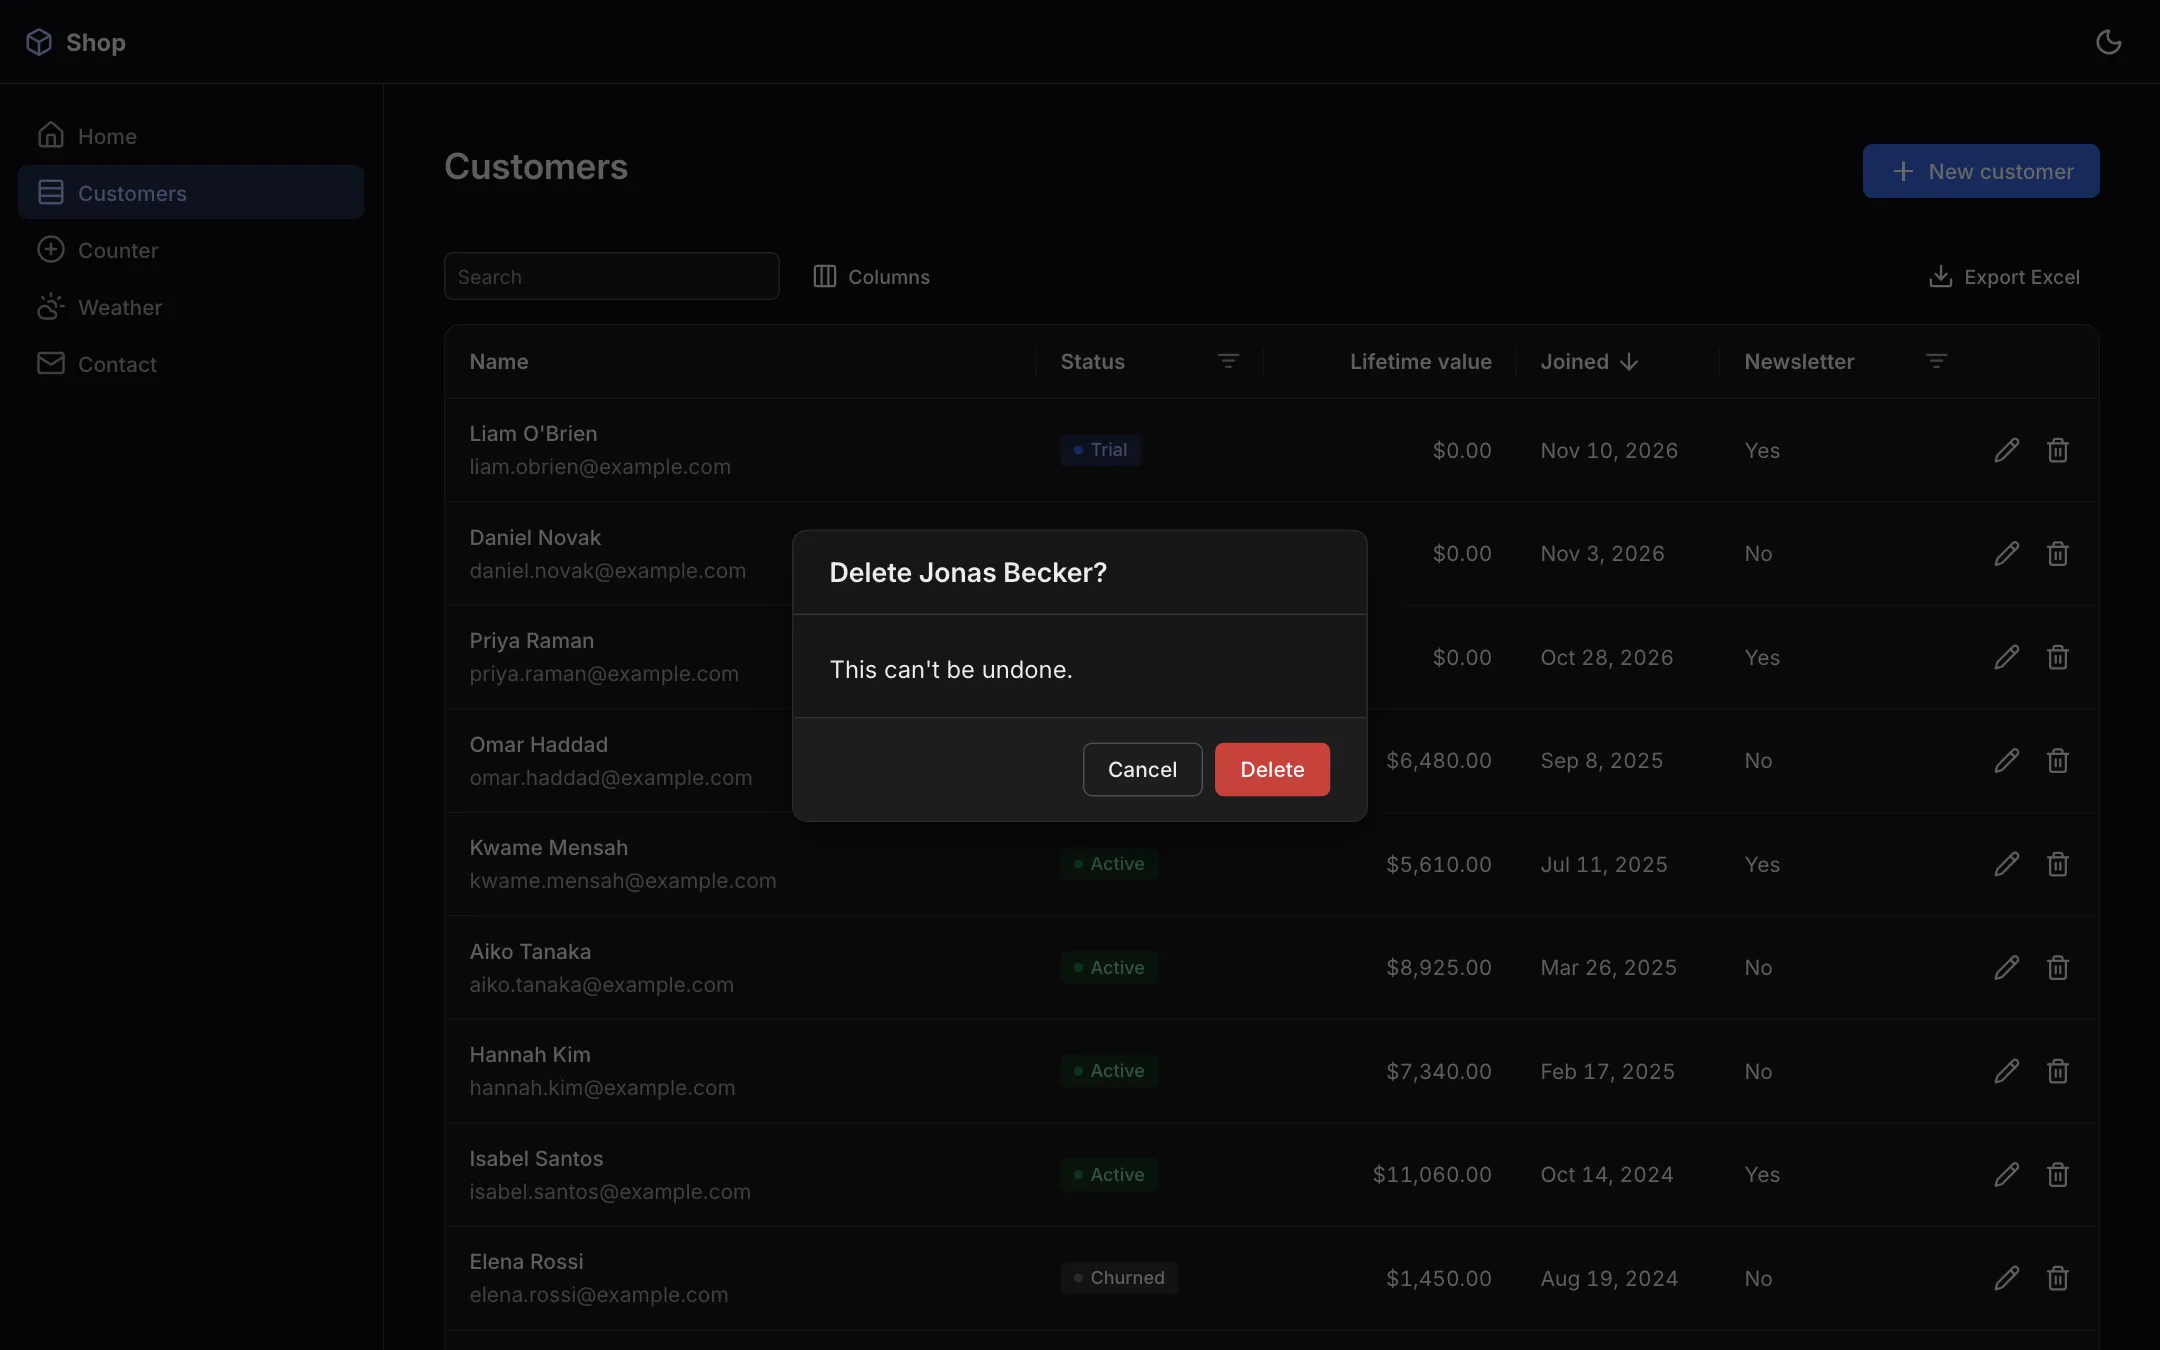 Shop
Home
Customers
Counter
Weather
Contact
Customers
New customer
Search
Columns
Export Excel
Name Status Lifetime value Joined Newsletter
Liam O'Brien
liam.obrien@example.com
Trial $0.00 Nov 10, 2026 Yes
Daniel Novak
daniel.novak@example.com
$0.00 Nov 3, 2026 No
Priya Raman
priya.raman@example.com
$0.00 Oct 28, 2026 Yes
Omar Haddad
omar.haddad@example.com
$6,480.00 Sep 8, 2025 No
Delete Jonas Becker?
This can't be undone.
Cancel Delete
Kwame Mensah
kwame.mensah@example.com
Active $5,610.00 Jul 11, 2025 Yes
Aiko Tanaka
aiko.tanaka@example.com
Active $8,925.00 Mar 26, 2025 No
Hannah Kim
hannah.kim@example.com
Active $7,340.00 Feb 17, 2025 No
Isabel Santos
isabel.santos@example.com
Active $11,060.00 Oct 14, 2024 Yes
Elena Rossi
elena.rossi@example.com
Churned $1,450.00 Aug 19, 2024 No